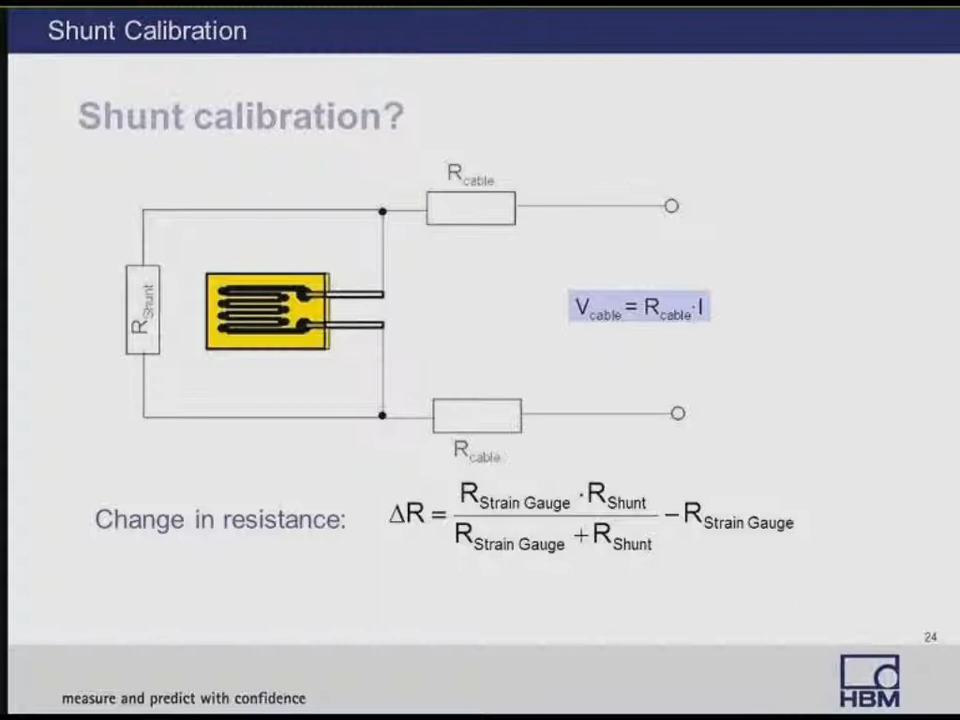 Shunt Calibration
Shunt calibration?
R_cable
R_Shunt
V_cable = R_cable · I
R_cable
Change in resistance: ΔR = (R_Strain Gauge · R_Shunt) / (R_Strain Gauge + R_Shunt) − R_Strain Gauge
24
measure and predict with confidence
HBM